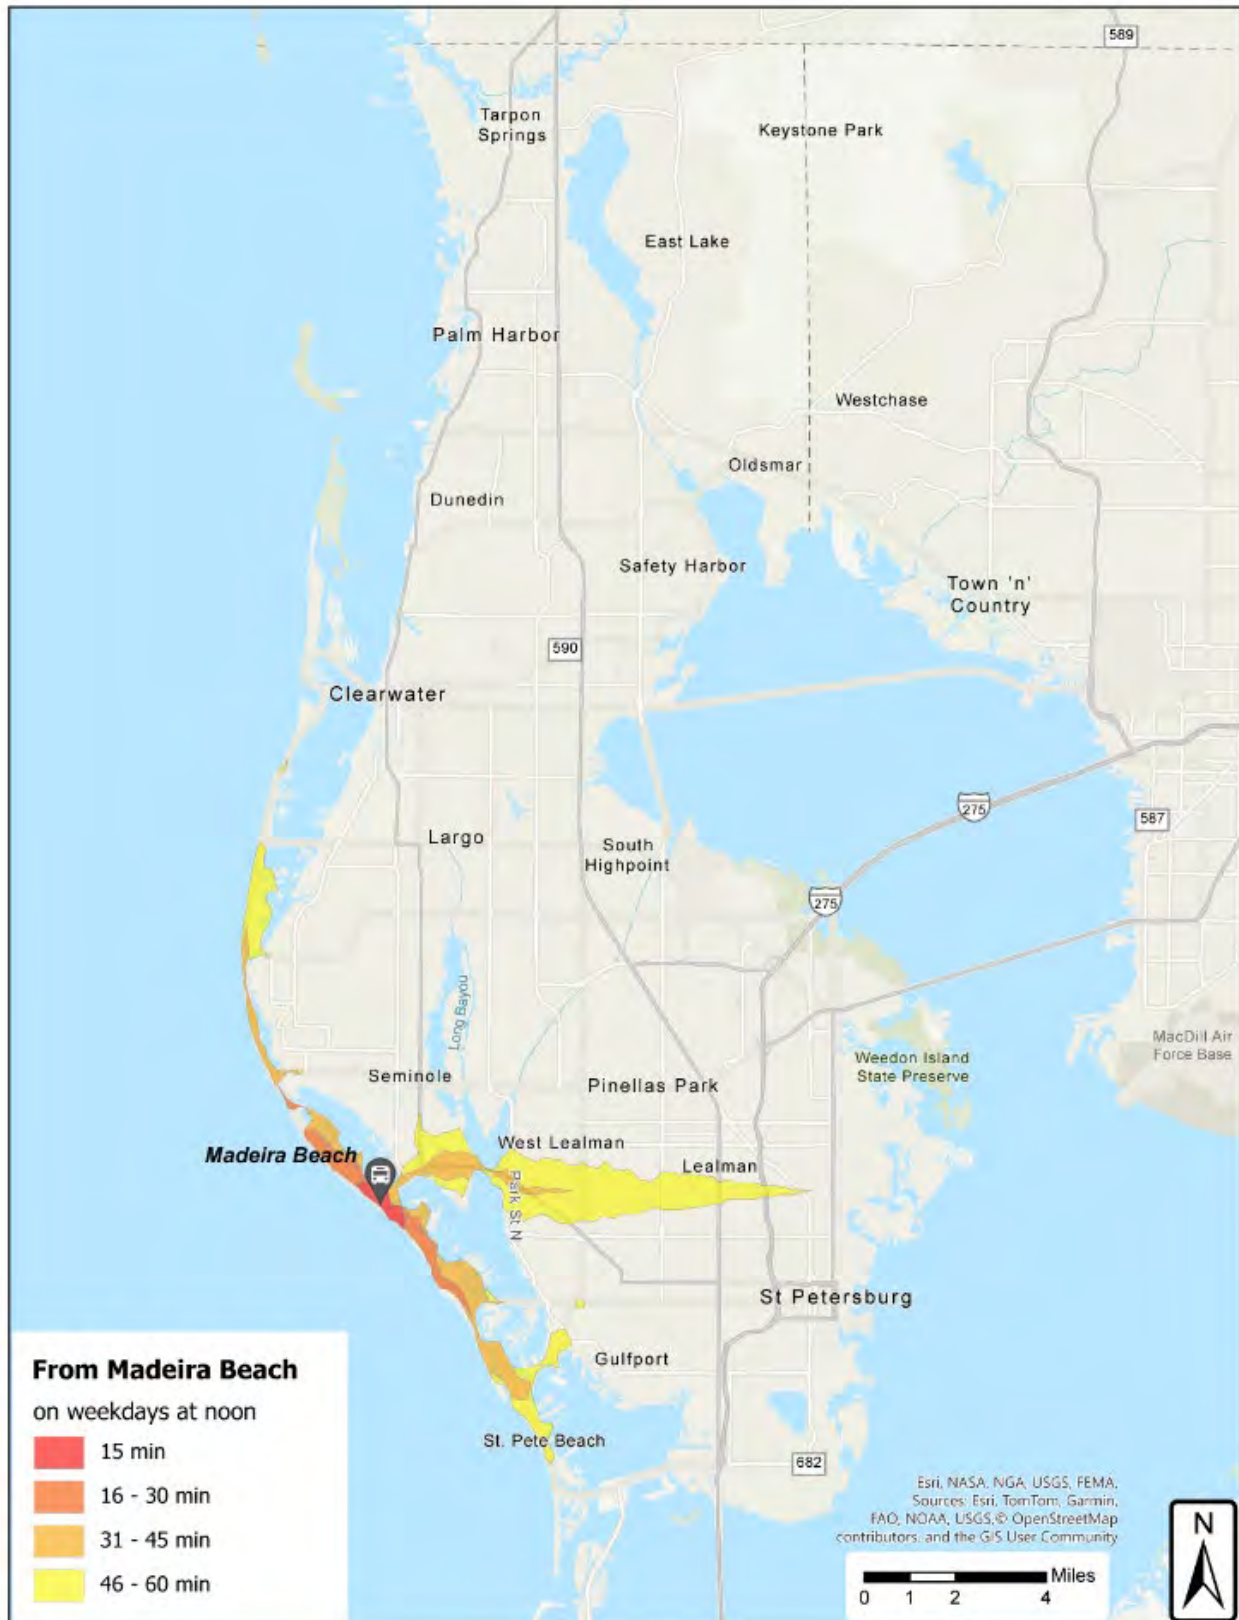 589
Tarpon
Springs
Keystone Park
East Lake
Palm Harbor
Westchase
Oldsmar
Dunedin
Safety Harbor
Town 'n'
Country
590
Clearwater
275
587
Largo
South
Highpoint
275
Long Bayou
MacDill Air
Force Base
Weedon Island
State Preserve
Seminole
Pinellas Park
Madeira Beach
West Lealman
Lealman
Park St N
St Petersburg
Gulfport
St. Pete Beach
682
From Madeira Beach
on weekdays at noon
15 min
16 - 30 min
31 - 45 min
46 - 60 min
Esri, NASA, NGA, USGS, FEMA,
Sources: Esri, TomTom, Garmin,
FAO, NOAA, USGS,© OpenStreetMap
contributors, and the GIS User Community
Miles
0 1 2 4
N